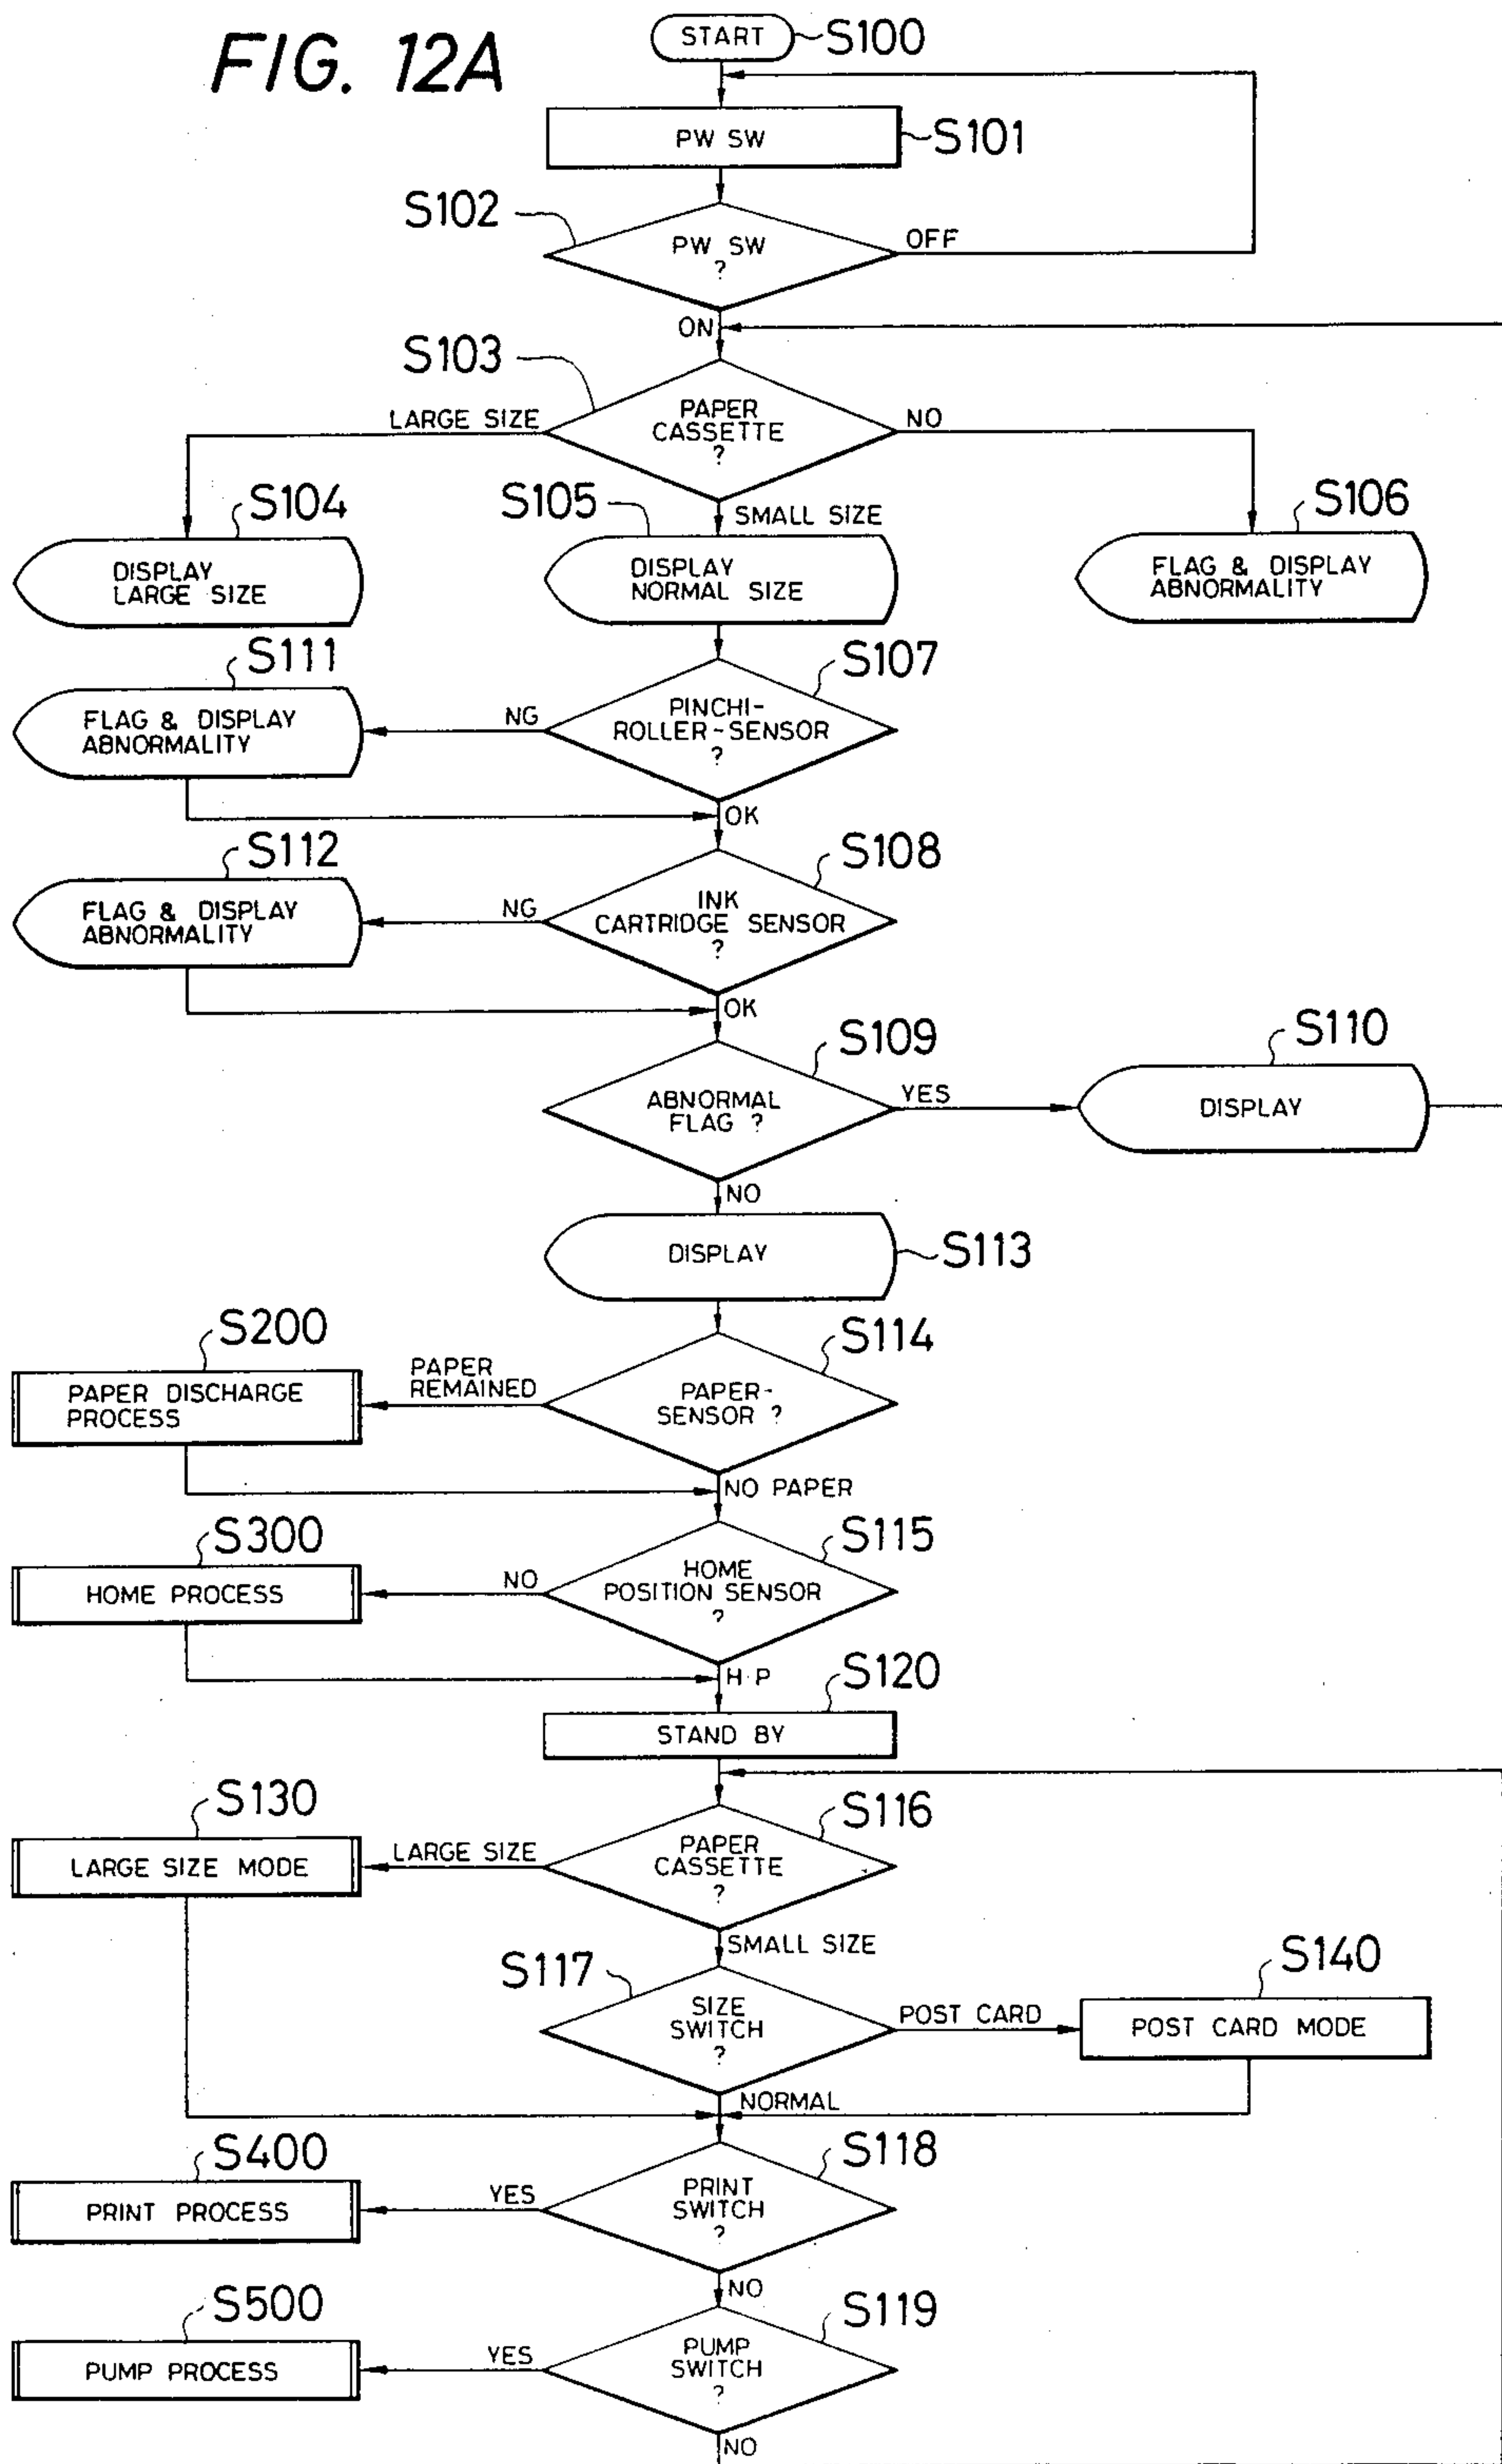 FIG. 12A
START
S100
PW SW
S101
S102
PW SW
?
OFF
ON
S103
LARGE SIZE
PAPER
CASSETTE
?
NO
S104
S105
SMALL SIZE
S106
DISPLAY
LARGE SIZE
DISPLAY
NORMAL SIZE
FLAG & DISPLAY
ABNORMALITY
S111
S107
FLAG & DISPLAY
ABNORMALITY
NG
PINCHI-
ROLLER-SENSOR
?
OK
S112
S108
FLAG & DISPLAY
ABNORMALITY
NG
INK
CARTRIDGE SENSOR
?
OK
S109
S110
ABNORMAL
FLAG ?
YES
DISPLAY
NO
DISPLAY
S113
S200
S114
PAPER DISCHARGE
PROCESS
PAPER
REMAINED
PAPER-
SENSOR ?
NO PAPER
S300
S115
HOME PROCESS
NO
HOME
POSITION SENSOR
?
H·P
S120
STAND BY
S130
S116
LARGE SIZE MODE
LARGE SIZE
PAPER
CASSETTE
?
SMALL SIZE
S117
S140
SIZE
SWITCH
?
POST CARD
POST CARD MODE
NORMAL
S400
S118
PRINT PROCESS
YES
PRINT
SWITCH
?
NO
S500
S119
PUMP PROCESS
YES
PUMP
SWITCH
?
NO